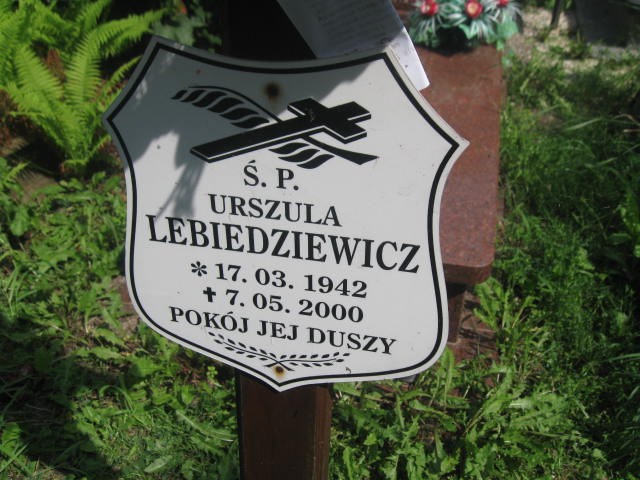 Ś. P.
URSZULA
LEBIEDZIEWICZ
* 17. 03. 1942
✝ 7. 05. 2000
POKÓJ JEJ DUSZY